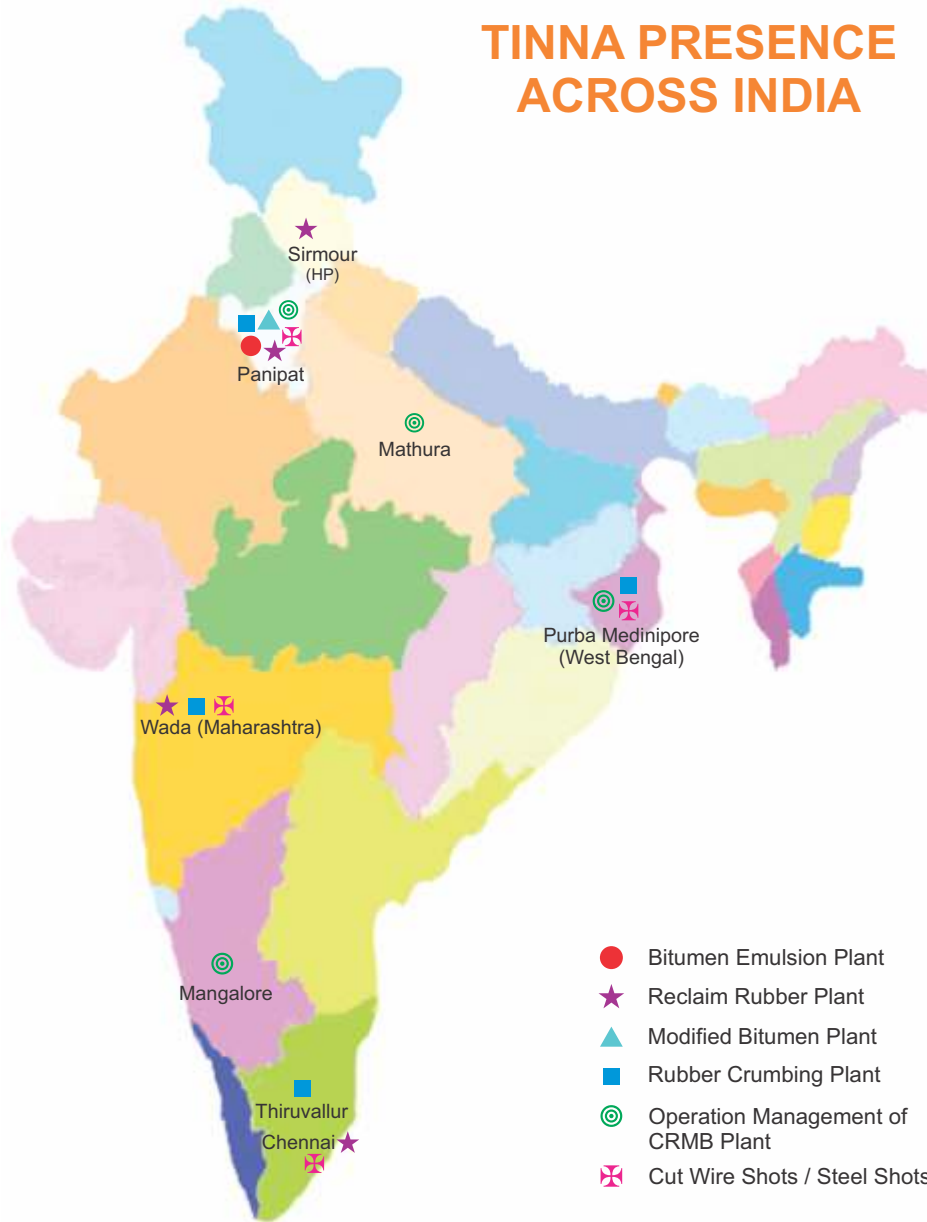 TINNA PRESENCE
ACROSS INDIA
Sirmour
(HP)
Panipat
Mathura
Purba Medinipore
(West Bengal)
Wada (Maharashtra)
Mangalore
Thiruvallur
Chennai
Bitumen Emulsion Plant
Reclaim Rubber Plant
Modified Bitumen Plant
Rubber Crumbing Plant
Operation Management of
CRMB Plant
Cut Wire Shots / Steel Shots